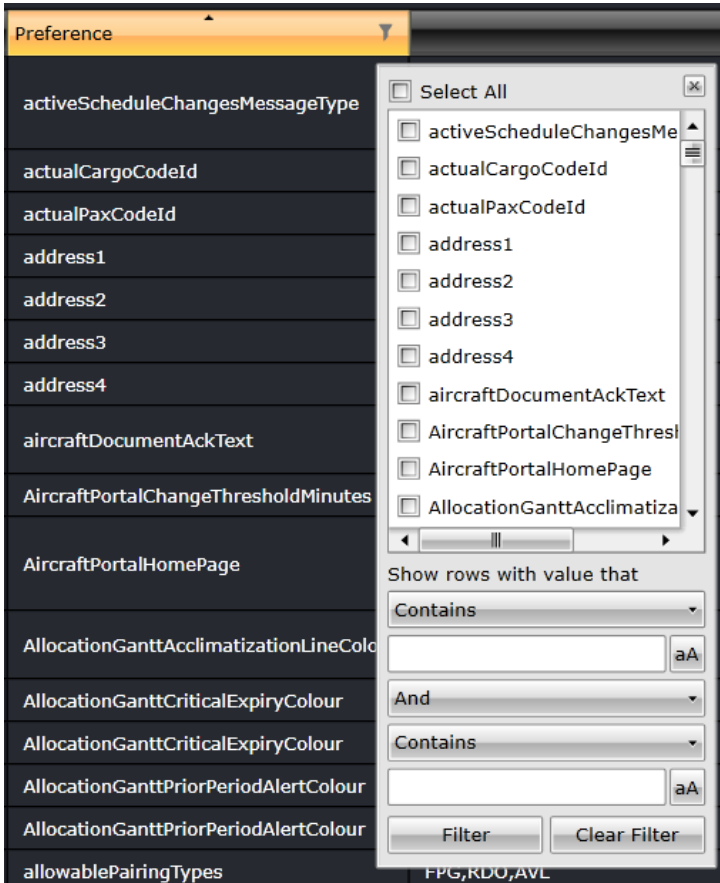 Preference
activeScheduleChangesMessageType
actualCargoCodeId
actualPaxCodeId
address1
address2
address3
address4
aircraftDocumentAckText
AircraftPortalChangeThresholdMinutes
AircraftPortalHomePage
AllocationGanttAcclimatizationLineColo
AllocationGanttCriticalExpiryColour
AllocationGanttCriticalExpiryColour
AllocationGanttPriorPeriodAlertColour
AllocationGanttPriorPeriodAlertColour
allowablePairingTypes
FPG,RDO,AVL
Select All
activeScheduleChangesMe
actualCargoCodeId
actualPaxCodeId
address1
address2
address3
address4
aircraftDocumentAckText
AircraftPortalChangeThresh
AircraftPortalHomePage
AllocationGanttAcclimatiza
Show rows with value that
Contains
aA
And
Contains
aA
Filter
Clear Filter